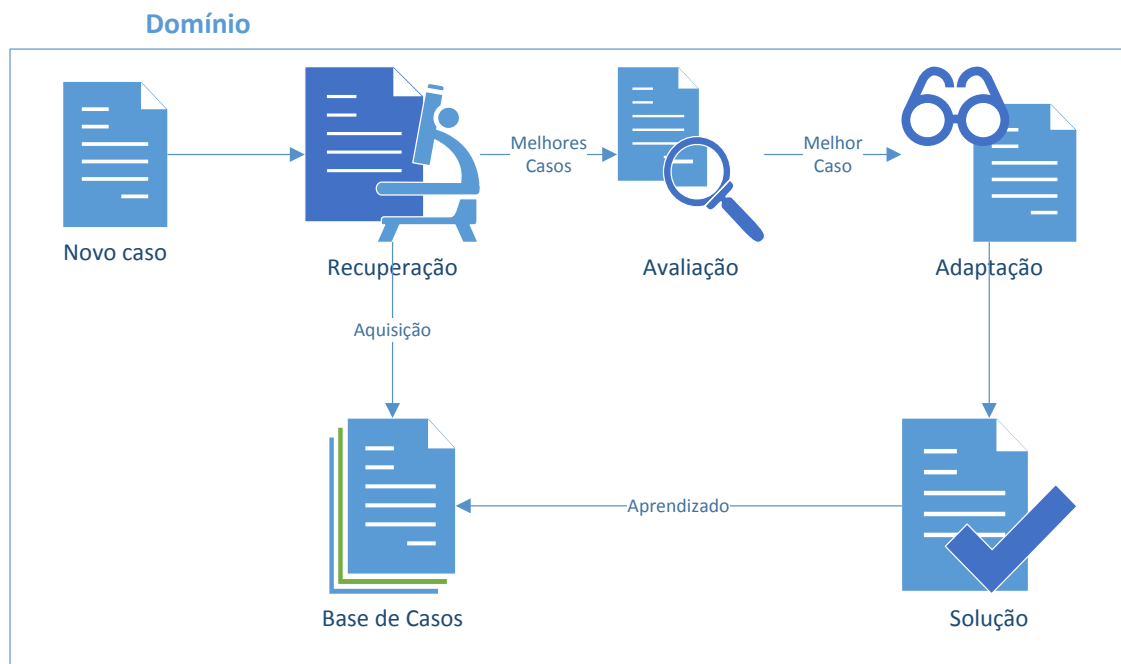 Domínio
Melhores
Casos
Melhor
Caso
Novo caso
Recuperação
Avaliação
Adaptação
Aquisição
Aprendizado
Base de Casos
Solução